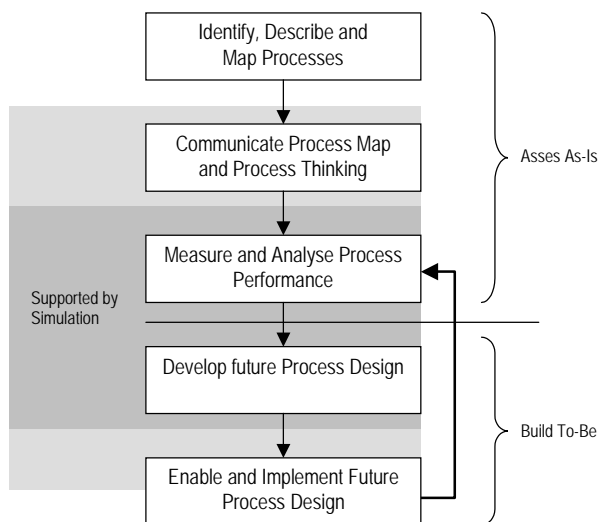 Identify, Describe and
Map Processes
Communicate Process Map
and Process Thinking
Asses As-Is
Measure and Analyse Process
Performance
Supported by
Simulation
Develop future Process Design
Build To-Be
Enable and Implement Future
Process Design